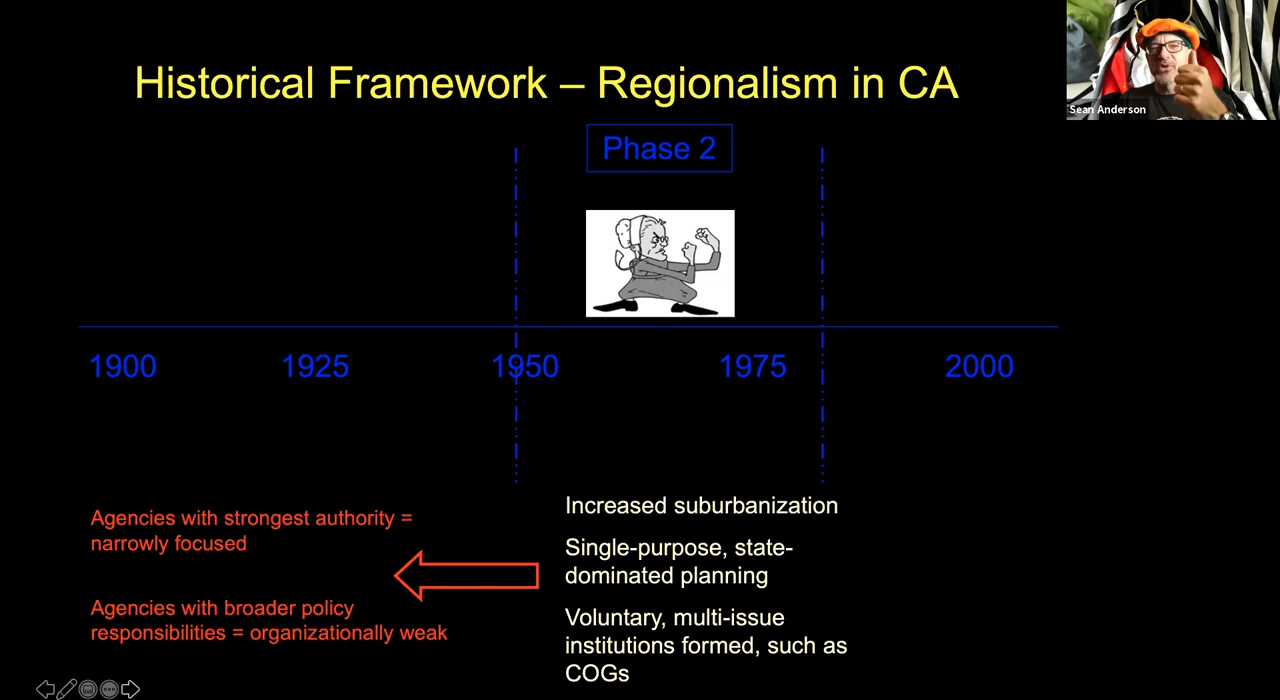 Historical Framework – Regionalism in CA
Sean Anderson
Phase 2
1900
1925
1950
1975
2000
Agencies with strongest authority =
narrowly focused
Agencies with broader policy
responsibilities = organizationally weak
Increased suburbanization
Single-purpose, state-
dominated planning
Voluntary, multi-issue
institutions formed, such as
COGs